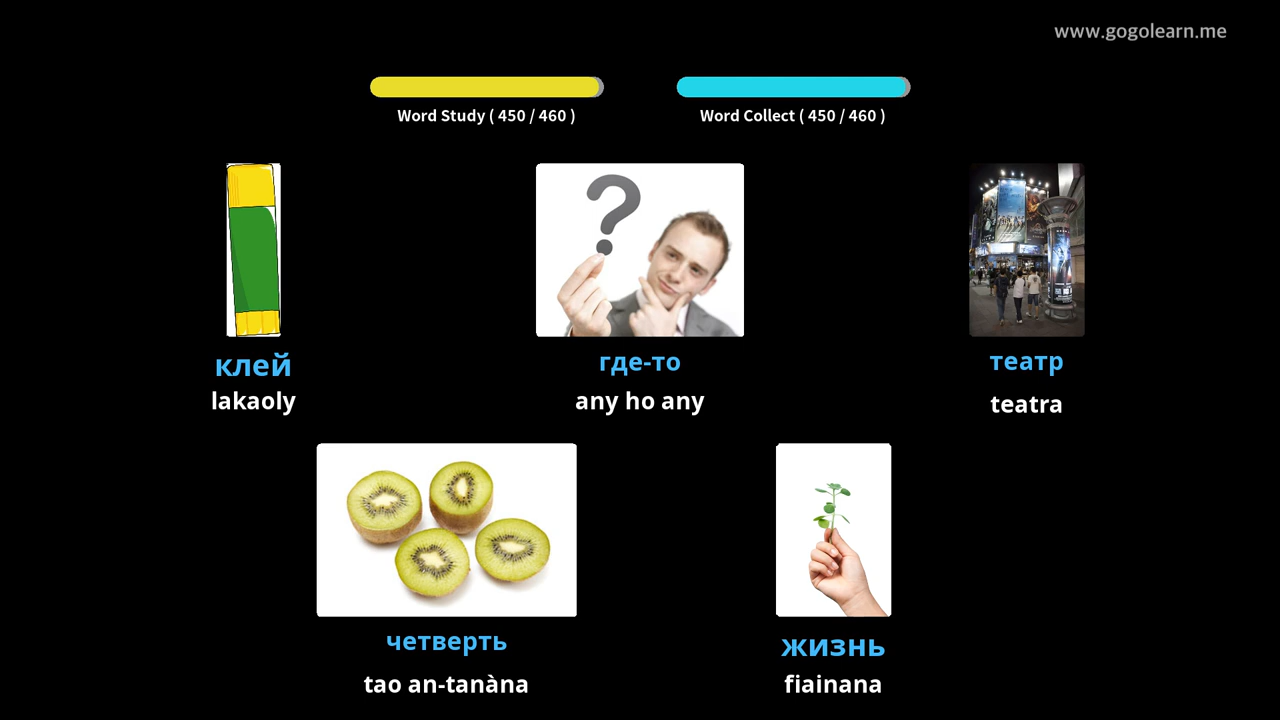 www.gogolearn.me
Word Study ( 450 / 460 )
Word Collect ( 450 / 460 )
клей
lakaoly
где-то
any ho any
театр
teatra
четверть
tao an-tanàna
жизнь
fiainana